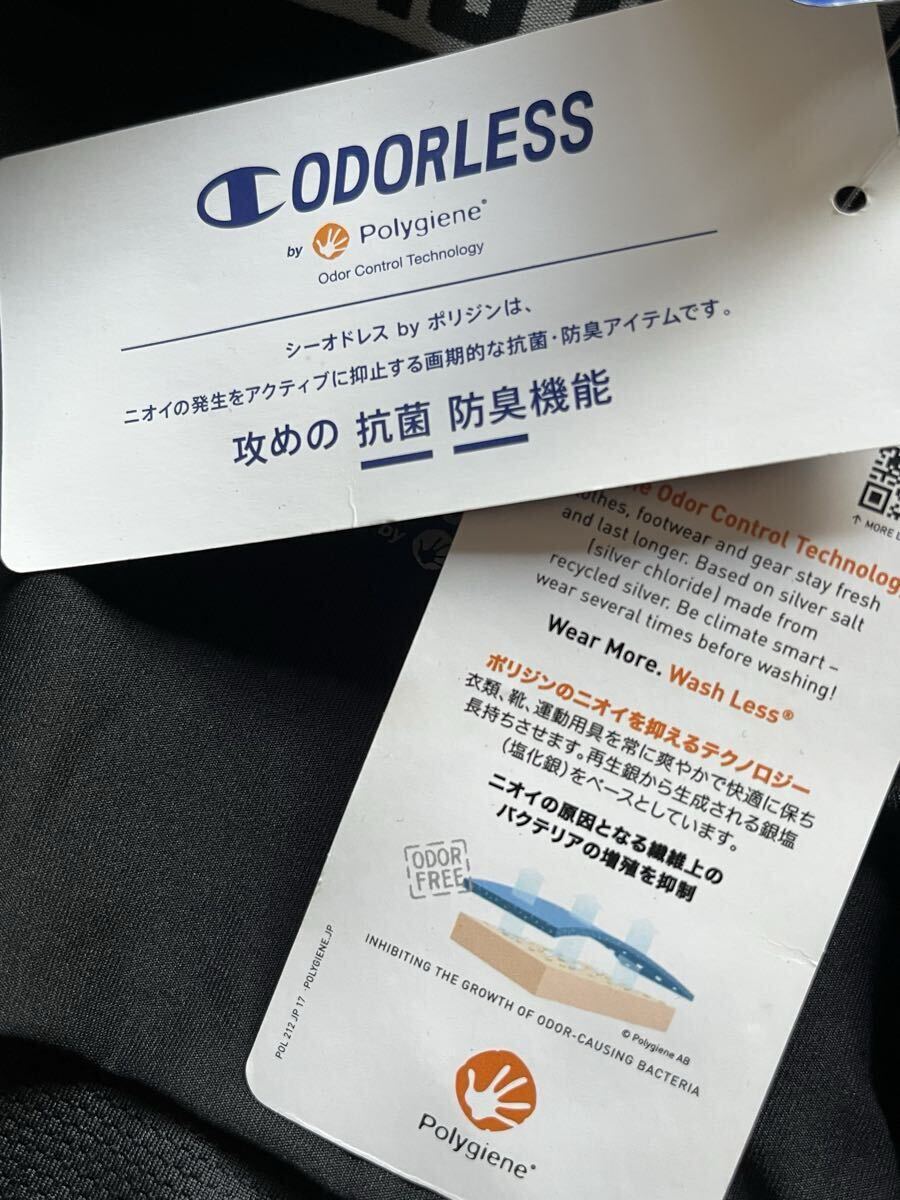 ODORLESS
by Polygiene®
Odor Control Technology
シーオドレス by ポリジンは、
ニオイの発生をアクティブに抑止する画期的な抗菌・防臭アイテムです。
攻めの 抗菌 防臭機能
by
↑ MORE
Odor Control Technology
footwear and gear stay fresh
and last longer. Based on silver salt
(silver chloride) made from
recycled silver. Be climate smart –
wear several times before washing!
Wear More. Wash Less®
ポリジンのニオイを抑えるテクノロジー
衣類、靴、運動用具を常に爽やかで快適に保ち
長持ちさせます。再生銀から生成される銀塩
(塩化銀)をベースとしています。
ニオイの原因となる繊維上の
バクテリアの増殖を抑制
ODOR
FREE
INHIBITING THE GROWTH OF ODOR-CAUSING BACTERIA
© Polygiene AB
POL 212 JP 17 · POLYGIENE.JP
Polygiene®